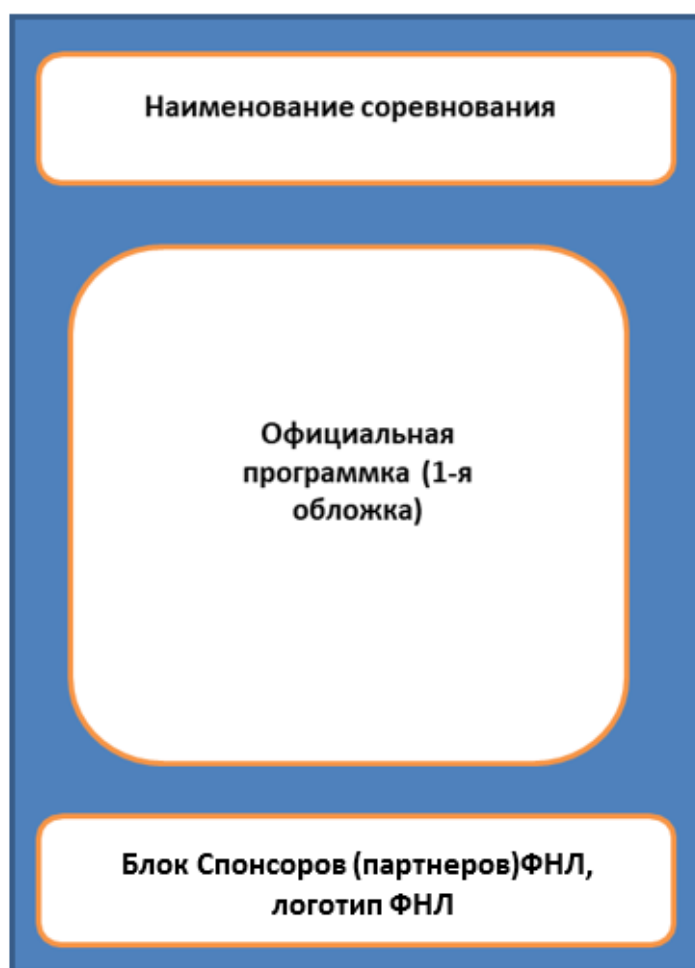 Наименование соревнования
Официальная
программка (1-я
обложка)
Блок Спонсоров (партнеров)ФНЛ,
логотип ФНЛ